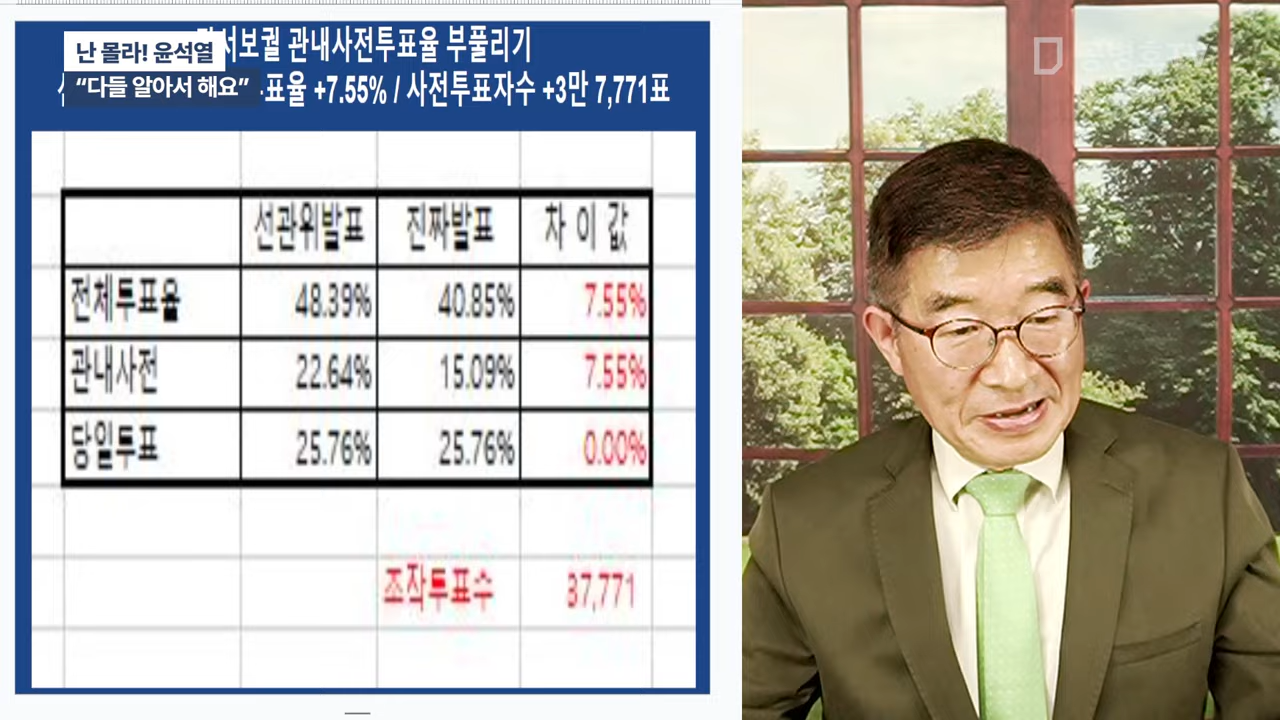 난 몰라! 윤석열
“다들 알아서 해요”
서보궐 관내사전투표율 부풀리기
표율 +7.55% / 사전투표자수 +3만 7,771표
선관위발표 진짜발표 차 이 값
전체투표율 48.39% 40.85% 7.55%
관내사전 22.64% 15.09% 7.55%
당일투표 25.76% 25.76% 0.00%
조작투표수 37,771